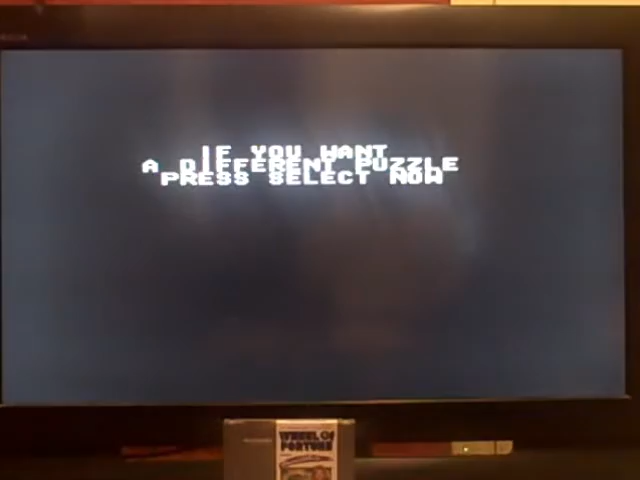 IF YOU WANT
A DIFFERENT PUZZLE
PRESS SELECT NOW
WHEEL OF
FORTUNE